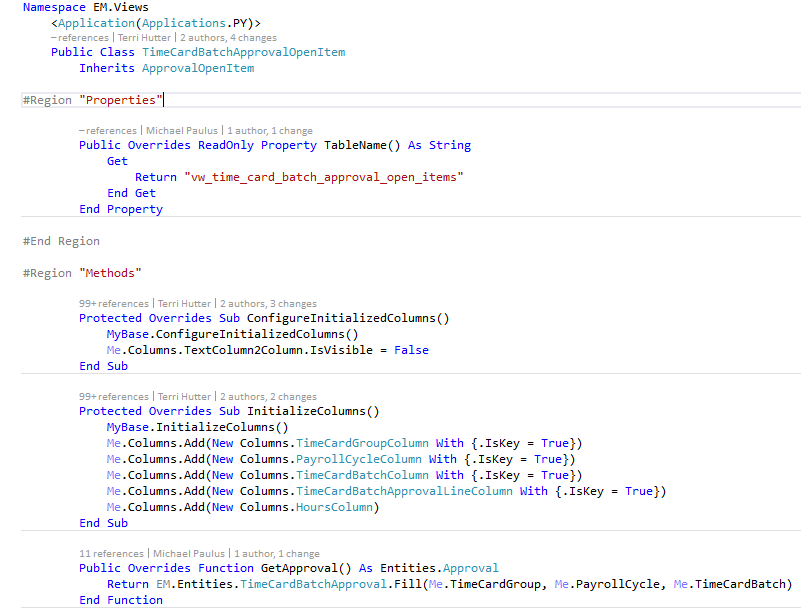 Namespace EM.Views
<Application(Applications.PY)>
–references | Terri Hutter | 2 authors, 4 changes
Public Class TimeCardBatchApprovalOpenItem
Inherits ApprovalOpenItem
#Region "Properties"
–references | Michael Paulus | 1 author, 1 change
Public Overrides ReadOnly Property TableName() As String
Get
Return "vw_time_card_batch_approval_open_items"
End Get
End Property
#End Region
#Region "Methods"
99+ references | Terri Hutter | 2 authors, 3 changes
Protected Overrides Sub ConfigureInitializedColumns()
MyBase.ConfigureInitializedColumns()
Me.Columns.TextColumn2Column.IsVisible = False
End Sub
99+ references | Terri Hutter | 2 authors, 2 changes
Protected Overrides Sub InitializeColumns()
MyBase.InitializeColumns()
Me.Columns.Add(New Columns.TimeCardGroupColumn With {.IsKey = True})
Me.Columns.Add(New Columns.PayrollCycleColumn With {.IsKey = True})
Me.Columns.Add(New Columns.TimeCardBatchColumn With {.IsKey = True})
Me.Columns.Add(New Columns.TimeCardBatchApprovalLineColumn With {.IsKey = True})
Me.Columns.Add(New Columns.HoursColumn)
End Sub
11 references | Michael Paulus | 1 author, 1 change
Public Overrides Function GetApproval() As Entities.Approval
Return EM.Entities.TimeCardBatchApproval.Fill(Me.TimeCardGroup, Me.PayrollCycle, Me.TimeCardBatch)
End Function